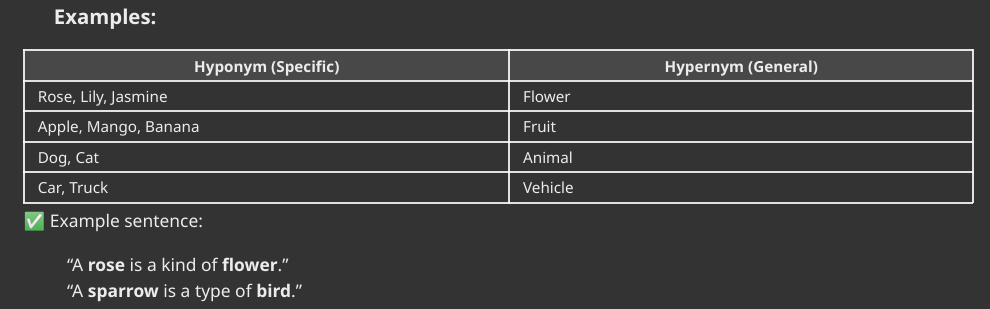 Examples:
Hyponym (Specific) Hypernym (General)
Rose, Lily, Jasmine Flower
Apple, Mango, Banana Fruit
Dog, Cat Animal
Car, Truck Vehicle
✅ Example sentence:
“A rose is a kind of flower.”
“A sparrow is a type of bird.”